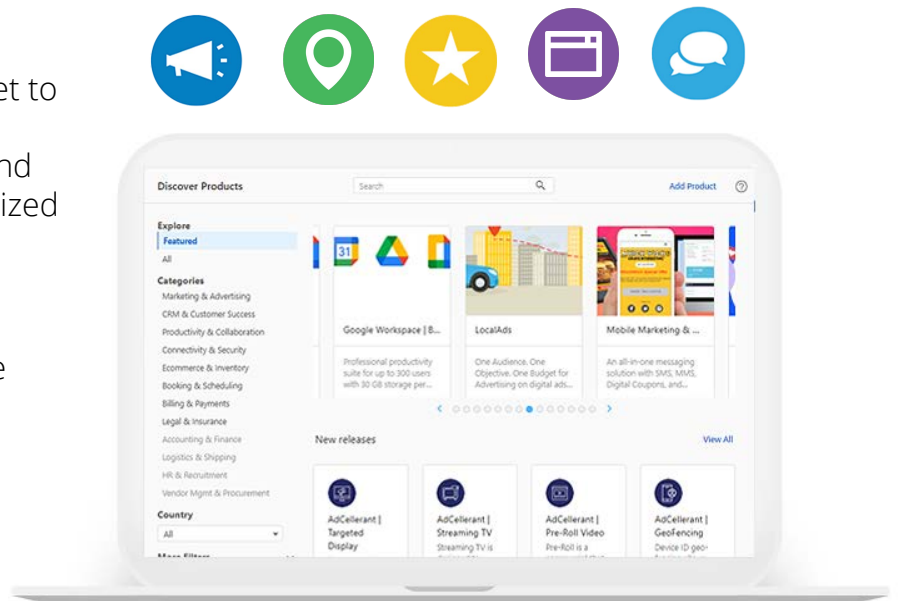 et to
nd
ized
e
Discover Products
Search
Add Product
?
Explore
Featured
All
Categories
Marketing & Advertising
CRM & Customer Success
Productivity & Collaboration
Connectivity & Security
Ecommerce & Inventory
Booking & Scheduling
Billing & Payments
Legal & Insurance
Accounting & Finance
Logistics & Shipping
HR & Recruitment
Vendor Mgmt & Procurement
Country
All
More Filters
31
Google Workspace | B...
Professional productivity
suite for up to 300 users
with 30 GB storage per...
LocalAds
One Audience. One
Objective. One Budget for
Advertising on digital ads...
Mobile Marketing & ...
An all-in-one messaging
solution with SMS, MMS,
Digital Coupons, and...
New releases
View All
AdCellerant |
Targeted
Display
AdCellerant |
Streaming TV
Streaming TV is
AdCellerant |
Pre-Roll Video
Pre-Roll is a
AdCellerant |
GeoFencing
Device ID geo-